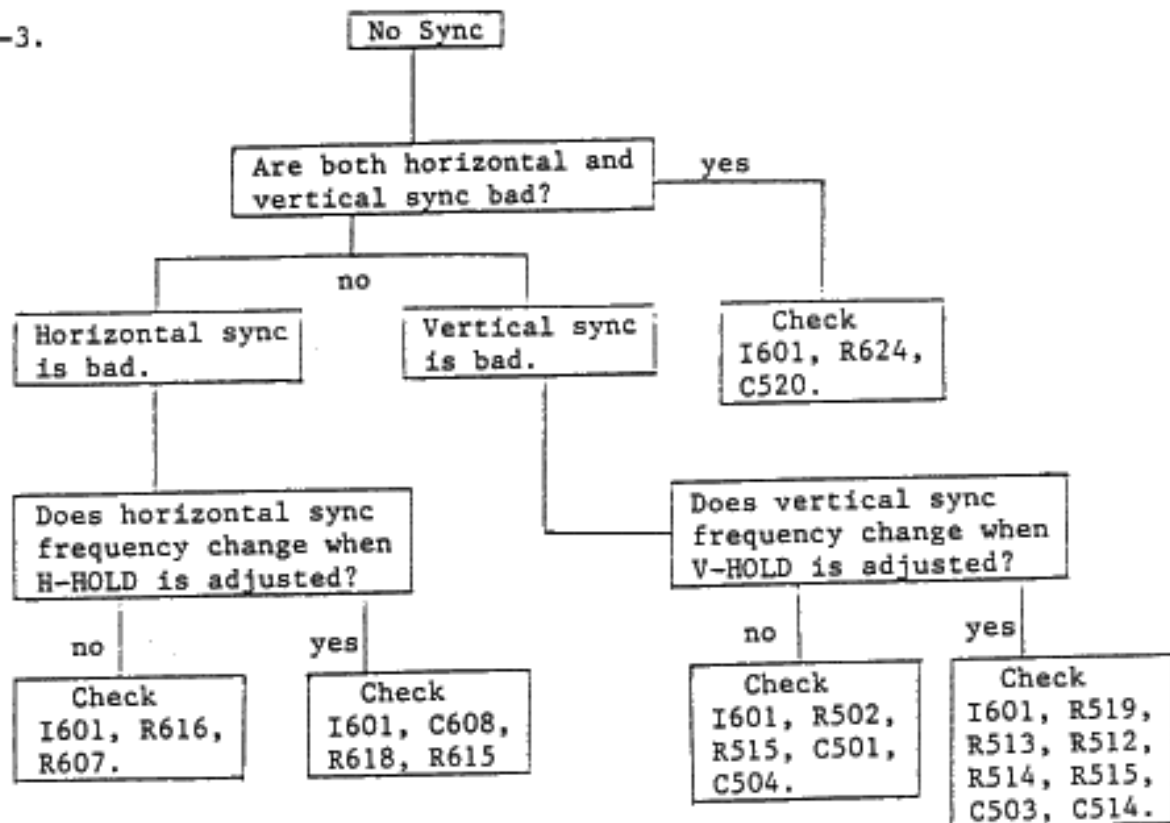 -3.
No Sync
Are both horizontal and
vertical sync bad?
yes
no
Horizontal sync
is bad.
Vertical sync
is bad.
Check
I601, R624,
C520.
Does horizontal sync
frequency change when
H-HOLD is adjusted?
Does vertical sync
frequency change when
V-HOLD is adjusted?
no
yes
no
yes
Check
I601, R616,
R607.
Check
I601, C608,
R618, R615
Check
I601, R502,
R515, C501,
C504.
Check
I601, R519,
R513, R512,
R514, R515,
C503, C514.